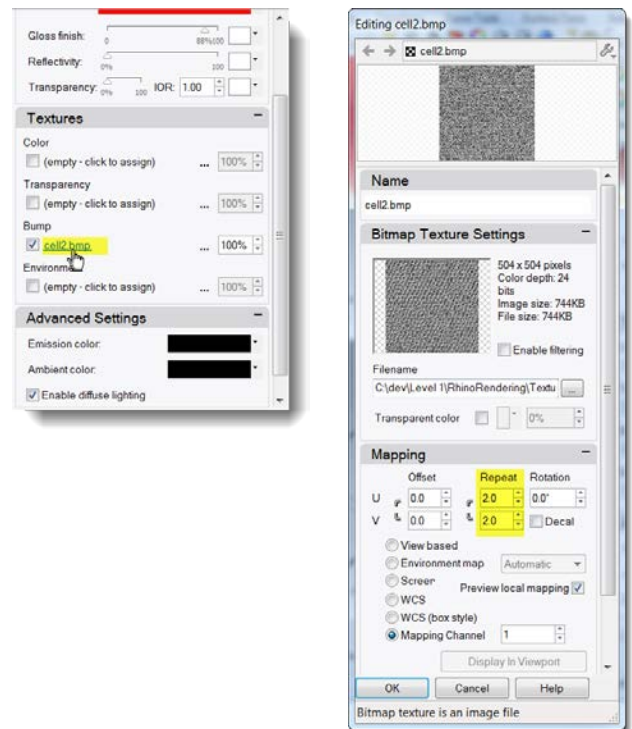 Gloss finish:
0 88%100
Reflectivity:
0% 100
Transparency: 0% 100 IOR: 1.00
Textures
Color
(empty - click to assign) ... 100%
Transparency
(empty - click to assign) ... 100%
Bump
cell2.bmp ... 100%
(empty - click to assign) ... 100%
Advanced Settings
Emission color:
Ambient color:
Enable diffuse lighting
Editing cell2.bmp
cell2.bmp
Name
cell2.bmp
Bitmap Texture Settings
504 x 504 pixels
Color depth: 24
bits
Image size: 744KB
File size: 744KB
Enable filtering
Filename
C:\dev\Level 1\RhinoRendering\Textu ...
Transparent color 0%
Mapping
Offset Repeat Rotation
U 0.0 2.0 0.0°
V 0.0 2.0 Decal
View based
Environment map Automatic
Screen
Preview local mapping
WCS
WCS (box style)
Mapping Channel 1
Display In Viewport
OK Cancel Help
Bitmap texture is an image file